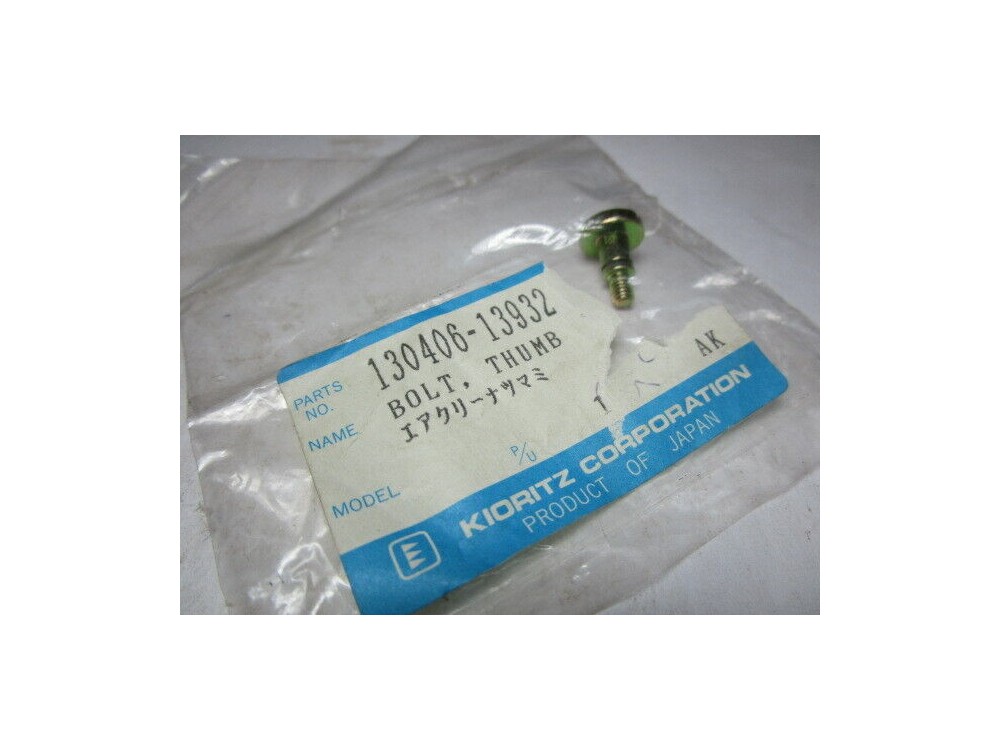 PARTS NO. 130406-13932
NAME BOLT, THUMB
エアクリーナツマミ
MODEL
P/U 1
AK
E KIORITZ CORPORATION
PRODUCT OF JAPAN